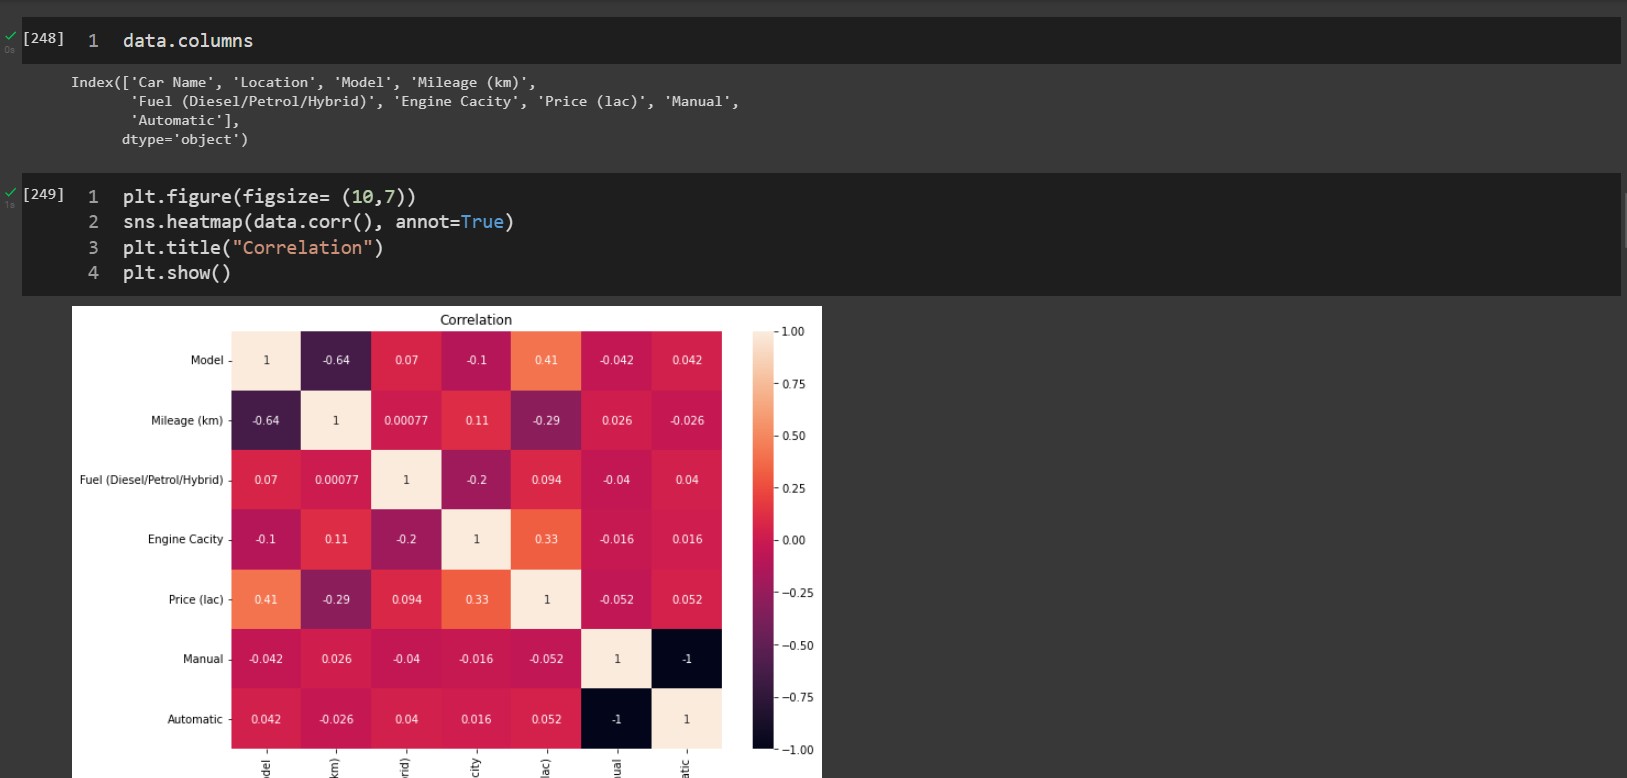 [248] 1 data.columns
0s
Index(['Car Name', 'Location', 'Model', 'Mileage (km)',
'Fuel (Diesel/Petrol/Hybrid)', 'Engine Cacity', 'Price (lac)', 'Manual',
'Automatic'],
dtype='object')
[249] 1 plt.figure(figsize= (10,7))
1s
2 sns.heatmap(data.corr(), annot=True)
3 plt.title("Correlation")
4 plt.show()
Correlation
Model 1 -0.64 0.07 -0.1 0.41 -0.042 0.042
Mileage (km) -0.64 1 0.00077 0.11 -0.29 0.026 -0.026
Fuel (Diesel/Petrol/Hybrid) 0.07 0.00077 1 -0.2 0.094 -0.04 0.04
Engine Cacity -0.1 0.11 -0.2 1 0.33 -0.016 0.016
Price (lac) 0.41 -0.29 0.094 0.33 1 -0.052 0.052
Manual -0.042 0.026 -0.04 -0.016 -0.052 1 -1
Automatic 0.042 -0.026 0.04 0.016 0.052 -1 1
1.00
0.75
0.50
0.25
0.00
−0.25
−0.50
−0.75
−1.00
del
km)
rid)
city
lac)
ual
atic